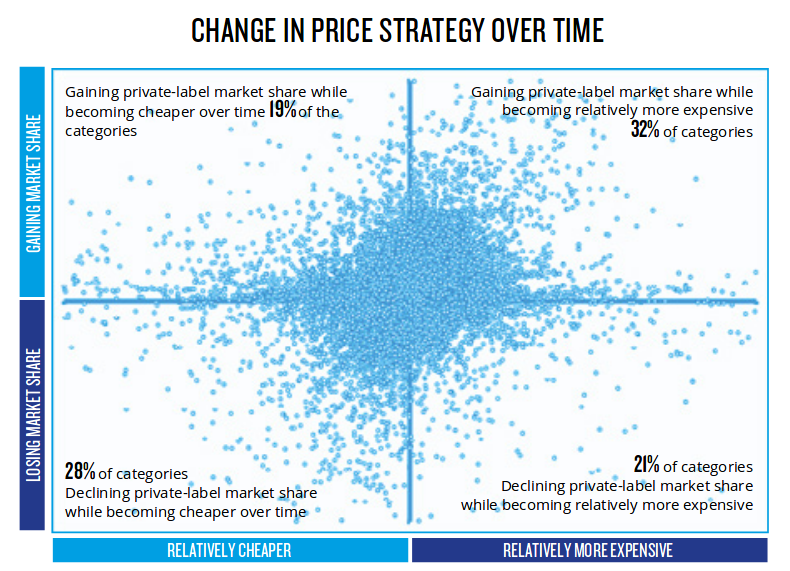 CHANGE IN PRICE STRATEGY OVER TIME
GAINING MARKET SHARE
LOSING MARKET SHARE
Gaining private-label market share while
becoming cheaper over time 19% of the
categories
Gaining private-label market share while
becoming relatively more expensive
32% of categories
28% of categories
Declining private-label market share
while becoming cheaper over time
21% of categories
Declining private-label market share
while becoming relatively more expensive
RELATIVELY CHEAPER
RELATIVELY MORE EXPENSIVE